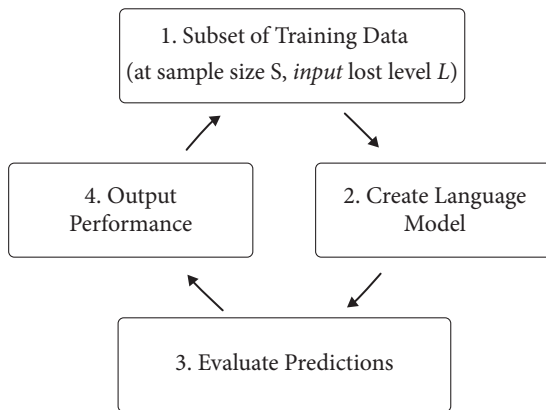 1. Subset of Training Data
(at sample size S, input lost level L)
2. Create Language
Model
3. Evaluate Predictions
4. Output
Performance